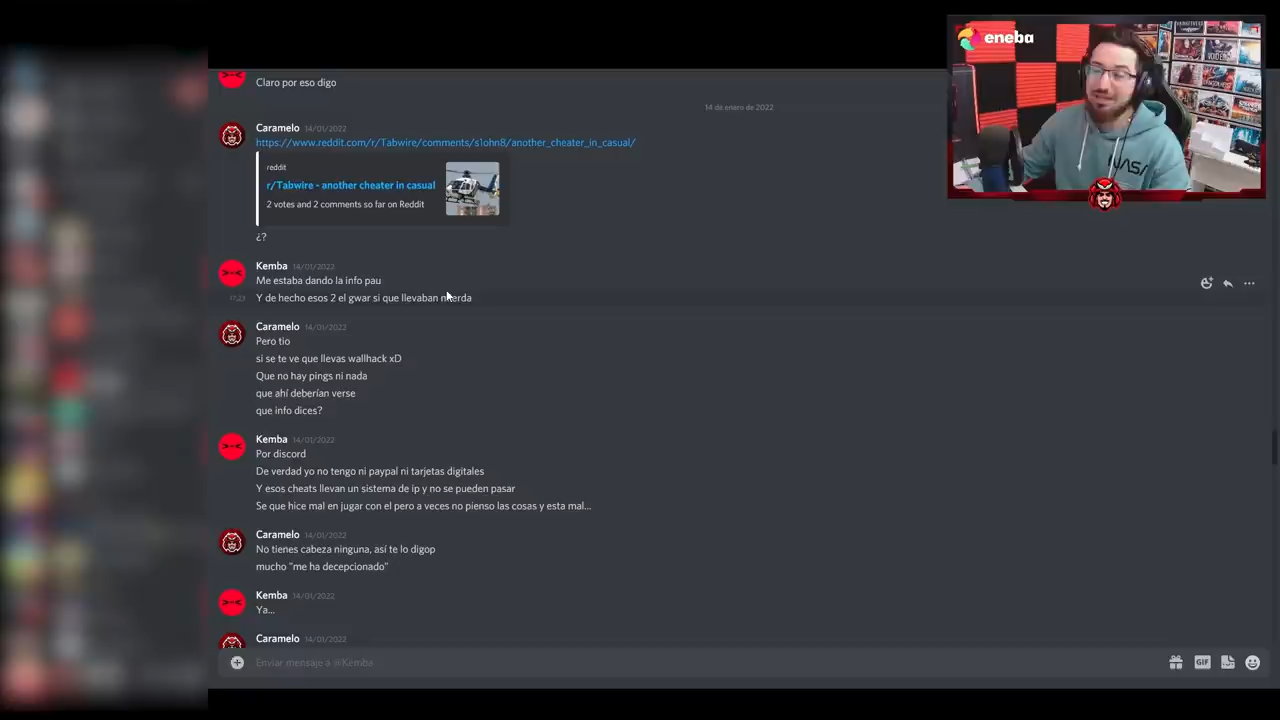 eneba
NASA
Claro por eso digo
14 de enero de 2022
Caramelo 14/01/2022
https://www.reddit.com/r/Tabwire/comments/s1ohn8/another_cheater_in_casual/
reddit
r/Tabwire - another cheater in casual
2 votes and 2 comments so far on Reddit
¿?
Kemba 14/01/2022
Me estaba dando la info pau
17:23 Y de hecho esos 2 el gwar si que llevaban mierda
Caramelo 14/01/2022
Pero tio
si se te ve que llevas wallhack xD
Que no hay pings ni nada
que ahí deberían verse
que info dices?
Kemba 14/01/2022
Por discord
De verdad yo no tengo ni paypal ni tarjetas digitales
Y esos cheats llevan un sistema de ip y no se pueden pasar
Se que hice mal en jugar con el pero a veces no pienso las cosas y esta mal...
Caramelo 14/01/2022
No tienes cabeza ninguna, así te lo digop
mucho "me ha decepcionado"
Kemba 14/01/2022
Ya...
Caramelo 14/01/2022
Enviar mensaje a @Kemba
GIF